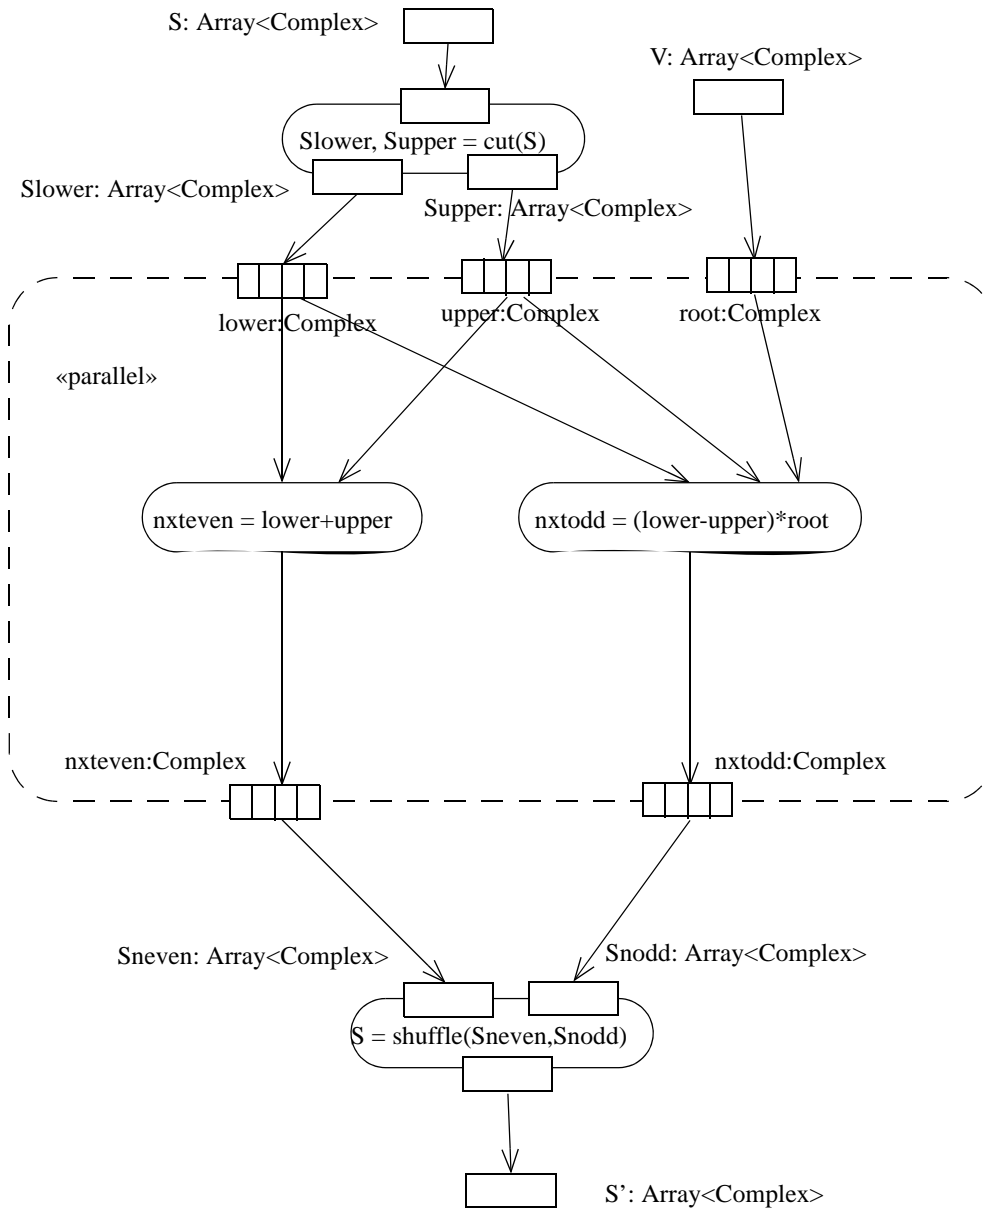 S: Array<Complex>
V: Array<Complex>
Slower, Supper = cut(S)
Slower: Array<Complex>
Supper: Array<Complex>
lower:Complex
upper:Complex
root:Complex
«parallel»
nxteven = lower+upper
nxtodd = (lower-upper)*root
nxteven:Complex
nxtodd:Complex
Sneven: Array<Complex>
Snodd: Array<Complex>
S = shuffle(Sneven,Snodd)
S’: Array<Complex>